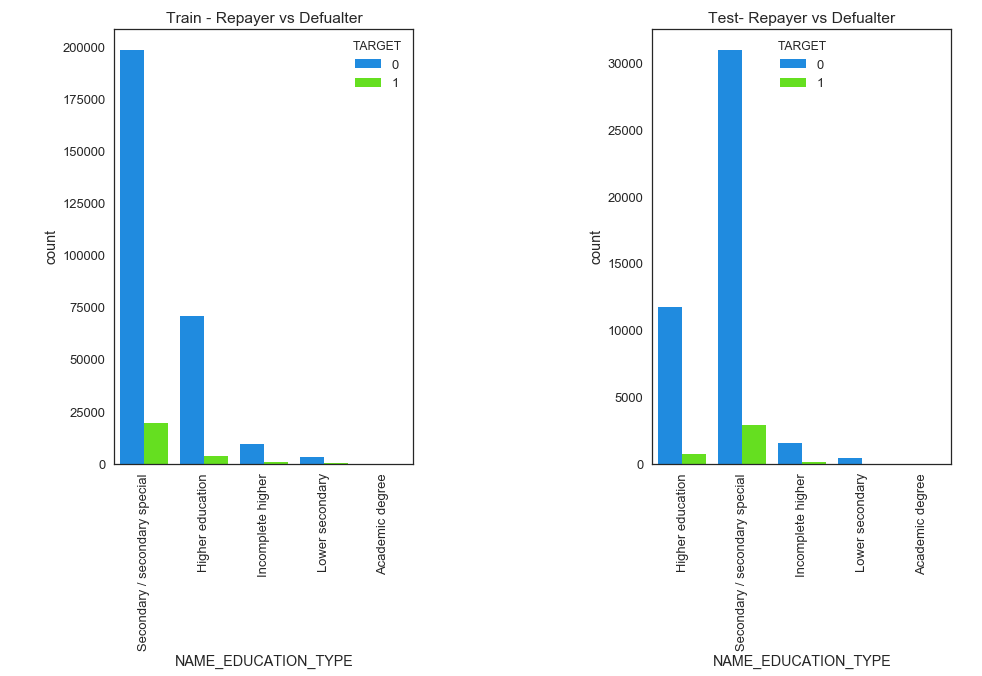 Train - Repayer vs Defualter
TARGET
0
1
count
200000
175000
150000
125000
100000
75000
50000
25000
0
Secondary / secondary special
Higher education
Incomplete higher
Lower secondary
Academic degree
NAME_EDUCATION_TYPE
Test- Repayer vs Defualter
TARGET
0
1
count
30000
25000
20000
15000
10000
5000
0
Higher education
Secondary / secondary special
Incomplete higher
Lower secondary
Academic degree
NAME_EDUCATION_TYPE